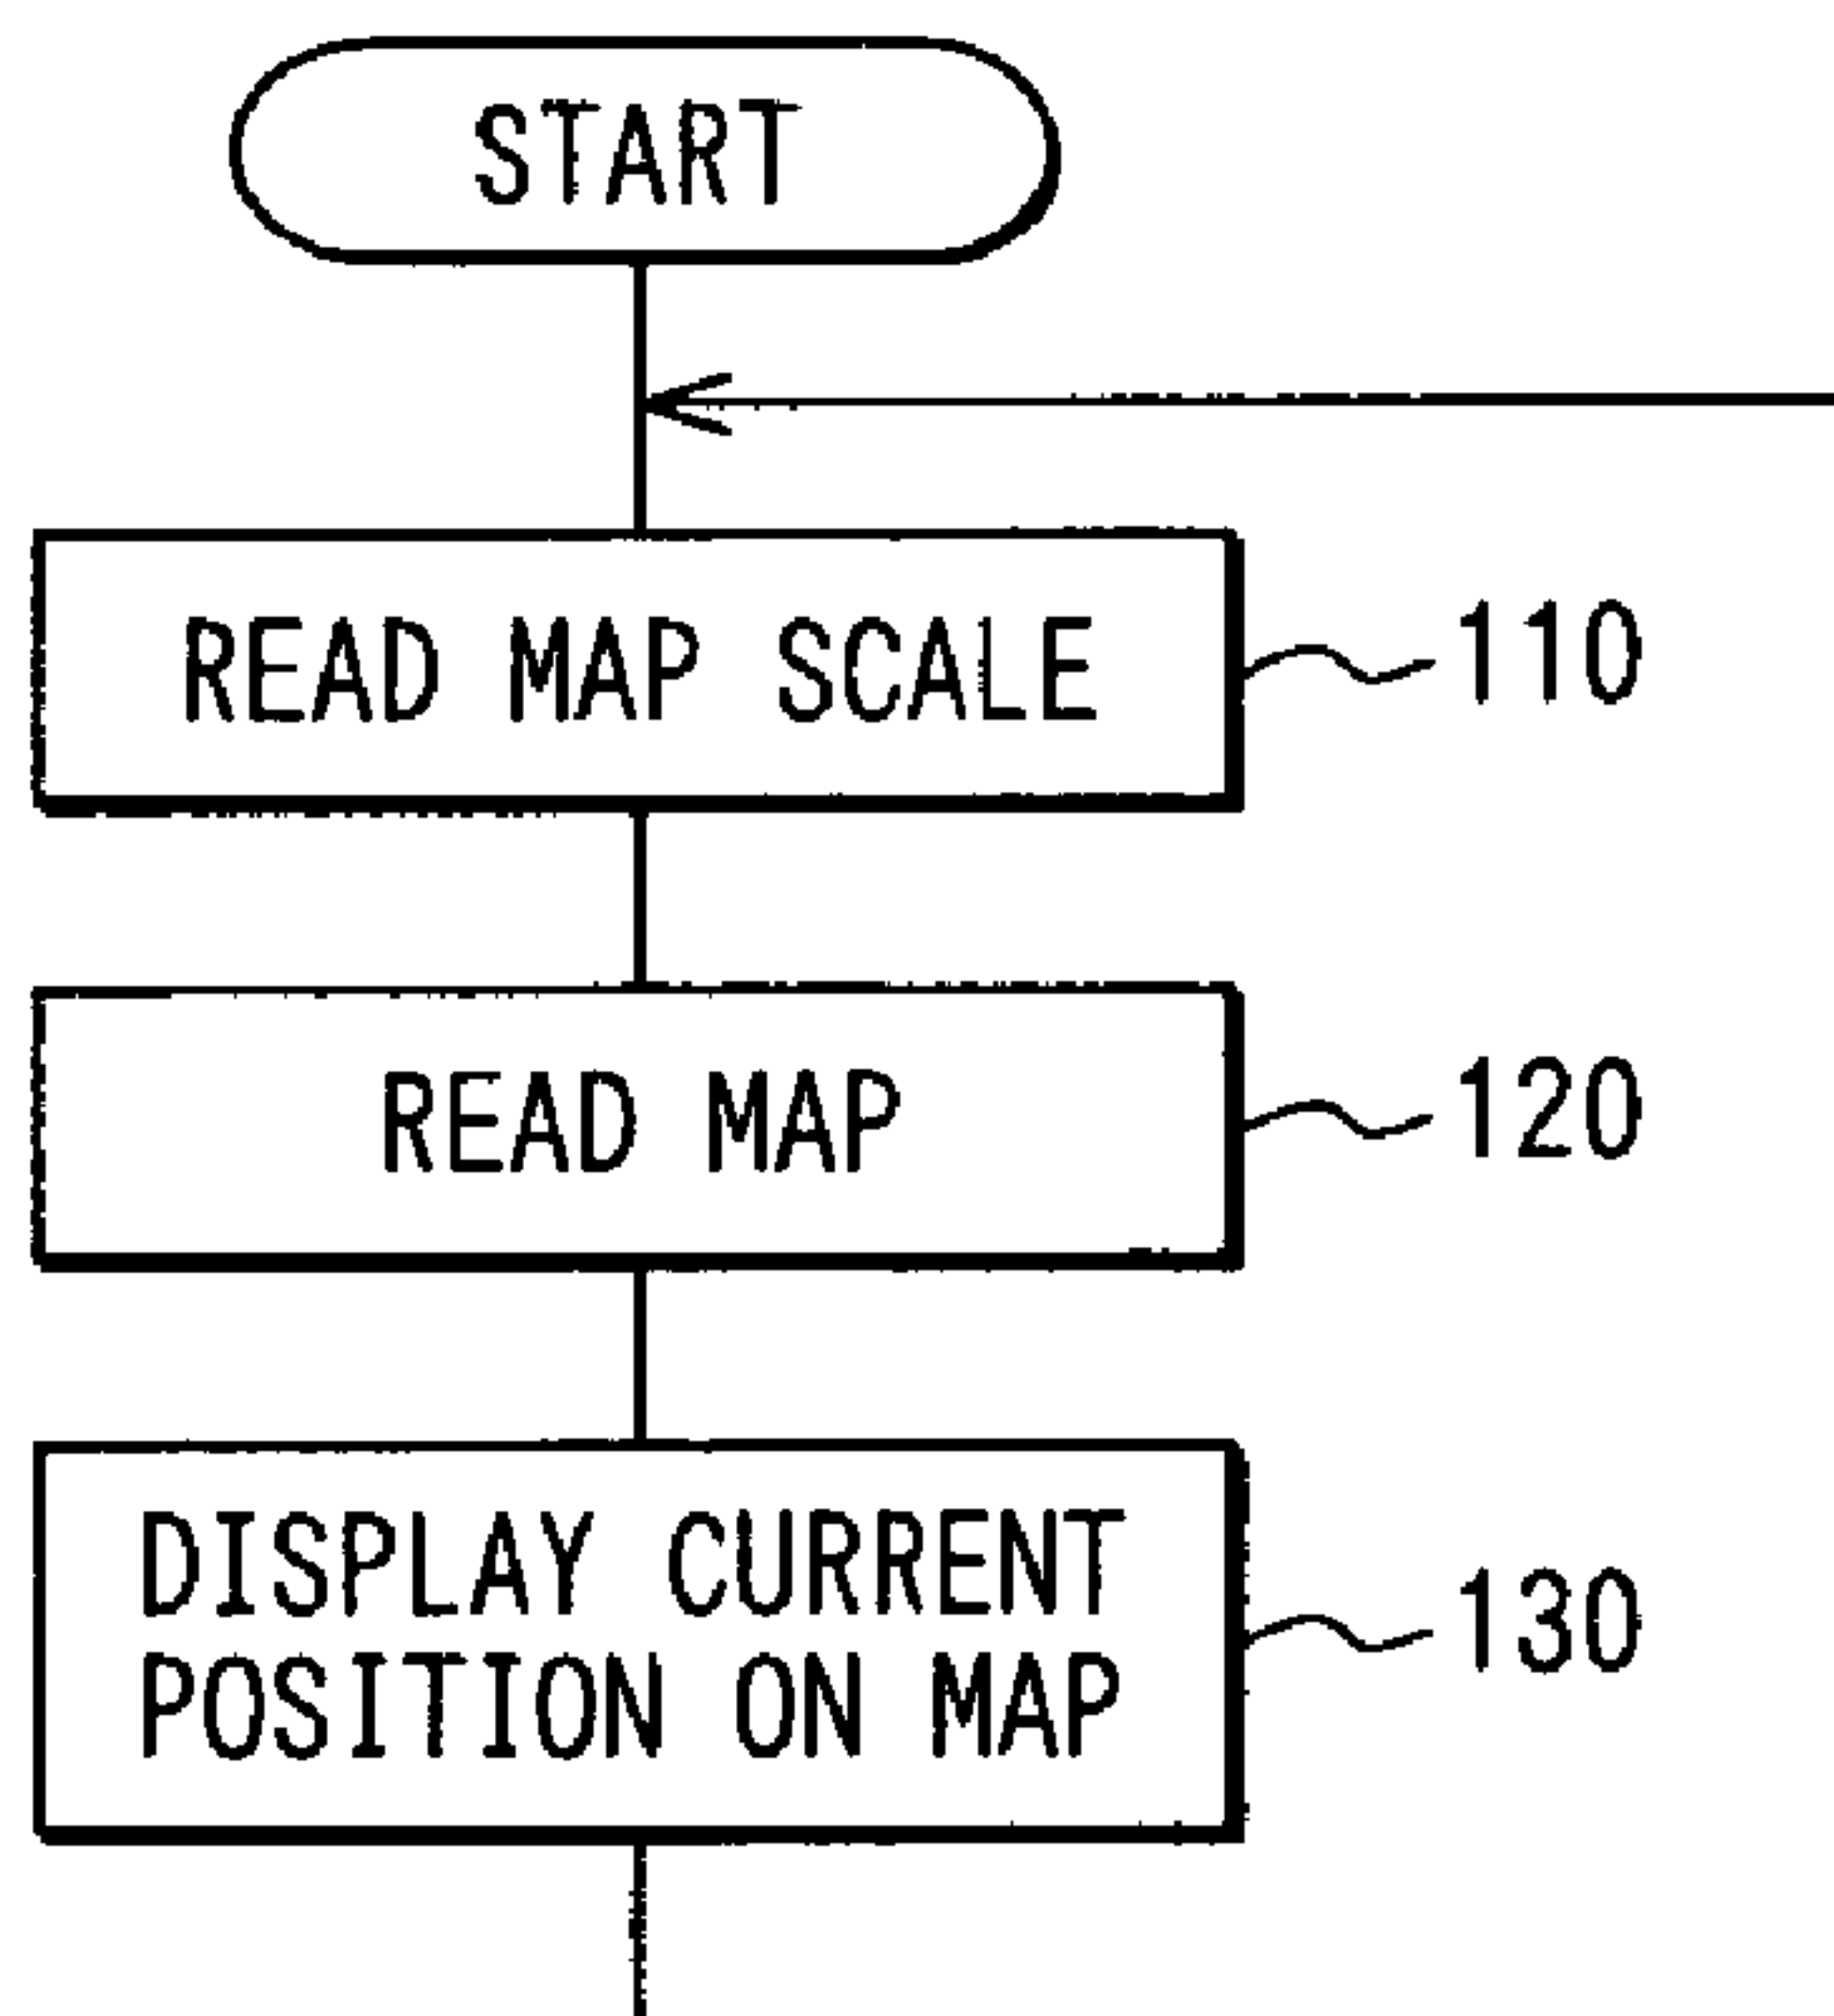 START
READ MAP SCALE
110
READ MAP
120
DISPLAY CURRENT
POSITION ON MAP
130